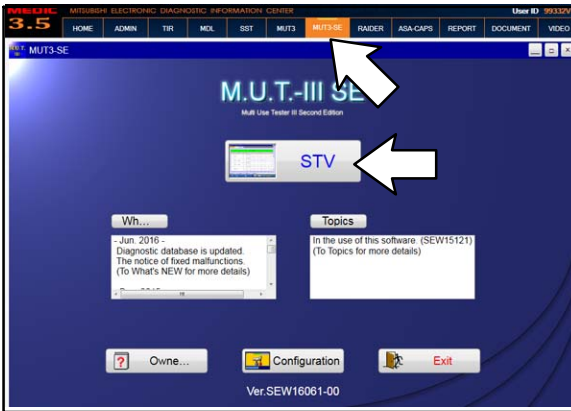 MEDIC
3.5
MITSUBISHI ELECTRONIC DIAGNOSTIC INFORMATION CENTER
User ID 99332V
HOME ADMIN TIR MDL SST MUT3 MUT3-SE RAIDER ASA-CAPS REPORT DOCUMENT VIDEO
MUT3-SE
M.U.T.-III SE
Multi Use Tester III Second Edition
STV
Wh...
Topics
- Jun. 2016 -
Diagnostic database is updated.
The notice of fixed malfunctions.
(To What's NEW for more details)
In the use of this software. (SEW15121)
(To Topics for more details)
Owne...
Configuration
Exit
Ver.SEW16061-00